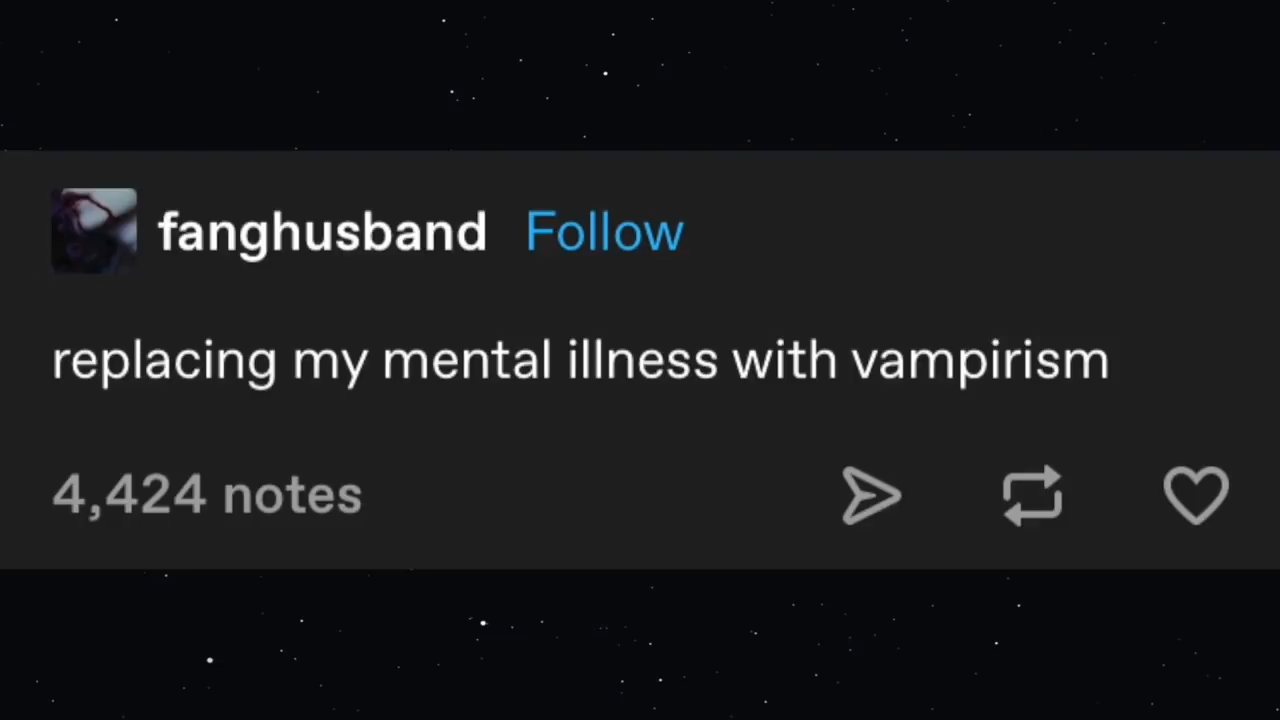 fanghusband Follow
replacing my mental illness with vampirism
4,424 notes